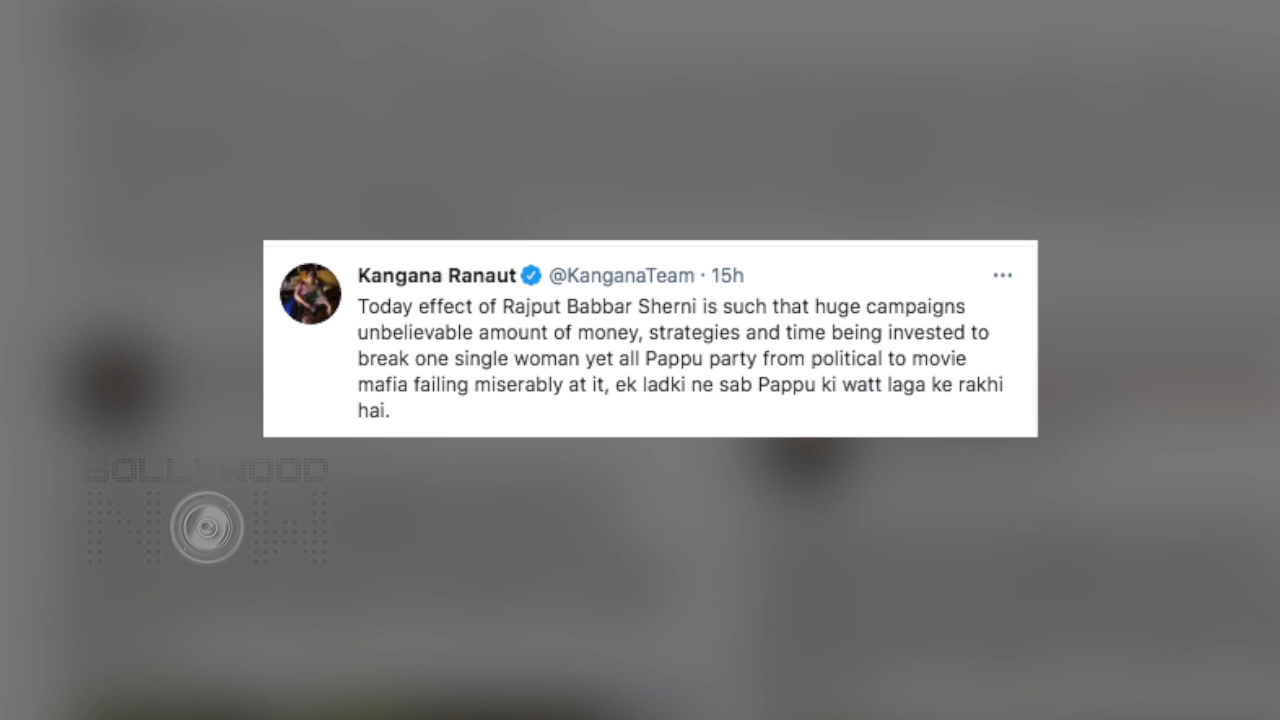 Kangana Ranaut @KanganaTeam · 15h
Today effect of Rajput Babbar Sherni is such that huge campaigns
unbelievable amount of money, strategies and time being invested to
break one single woman yet all Pappu party from political to movie
mafia failing miserably at it, ek ladki ne sab Pappu ki watt laga ke rakhi
hai.
BOLLYWOOD
NOW